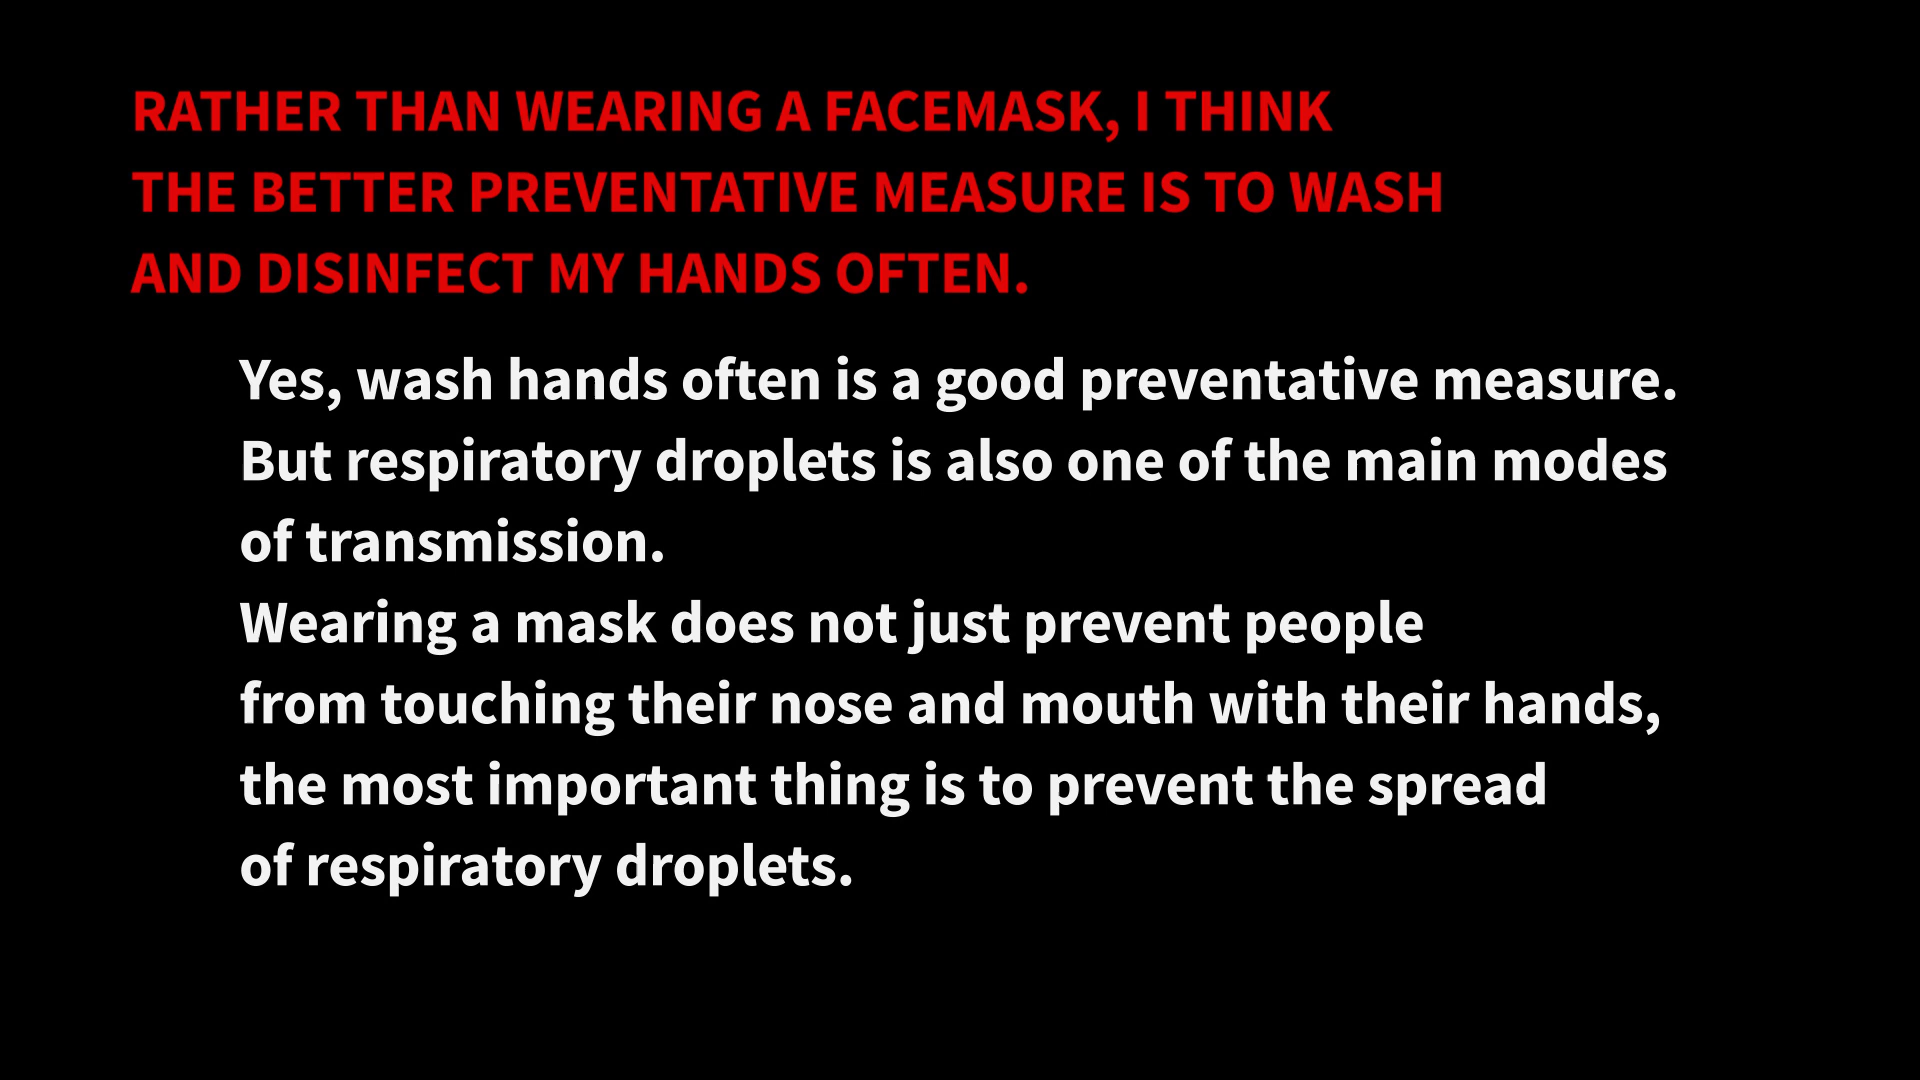 RATHER THAN WEARING A FACEMASK, I THINK
THE BETTER PREVENTATIVE MEASURE IS TO WASH
AND DISINFECT MY HANDS OFTEN.
Yes, wash hands often is a good preventative measure.
But respiratory droplets is also one of the main modes
of transmission.
Wearing a mask does not just prevent people
from touching their nose and mouth with their hands,
the most important thing is to prevent the spread
of respiratory droplets.